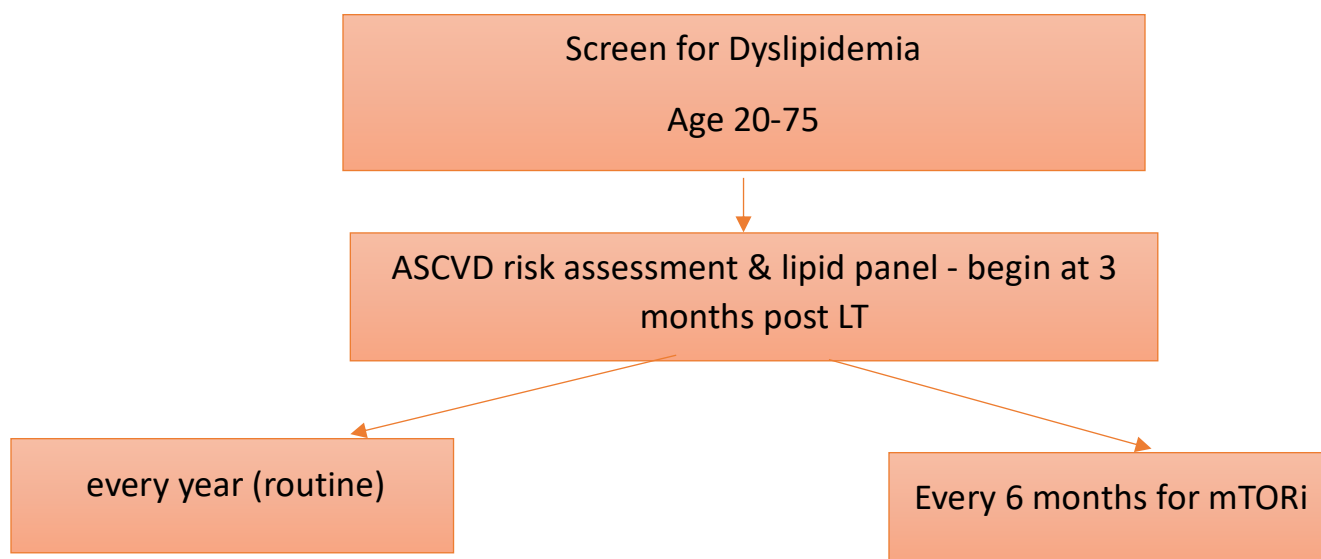 Screen for Dyslipidemia
Age 20-75
ASCVD risk assessment & lipid panel - begin at 3
months post LT
every year (routine)
Every 6 months for mTORi